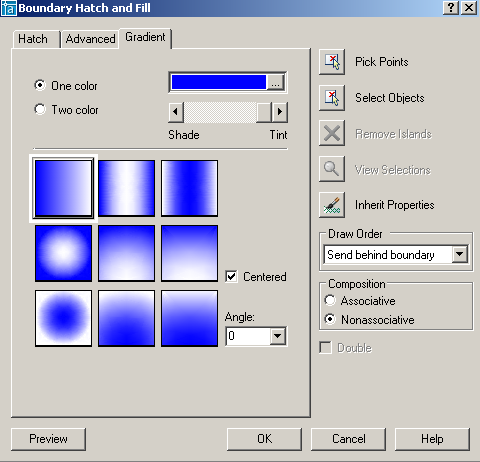 Boundary Hatch and Fill
Hatch
Advanced
Gradient
One color
...
Two color
Shade
Tint
Centered
Angle:
0
Pick Points
Select Objects
Remove Islands
View Selections
Inherit Properties
Draw Order
Send behind boundary
Composition
Associative
Nonassociative
Double
Preview
OK
Cancel
Help